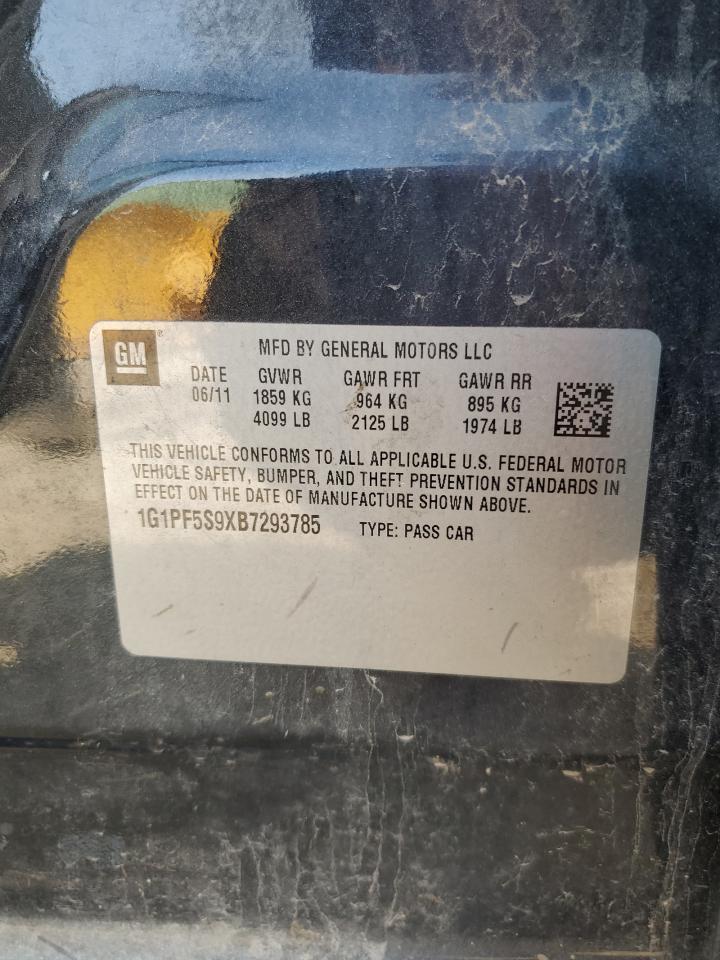 GM
MFD BY GENERAL MOTORS LLC
DATE GVWR GAWR FRT GAWR RR
06/11 1859 KG 964 KG 895 KG
4099 LB 2125 LB 1974 LB
THIS VEHICLE CONFORMS TO ALL APPLICABLE U.S. FEDERAL MOTOR
VEHICLE SAFETY, BUMPER, AND THEFT PREVENTION STANDARDS IN
EFFECT ON THE DATE OF MANUFACTURE SHOWN ABOVE.
1G1PF5S9XB7293785 TYPE: PASS CAR